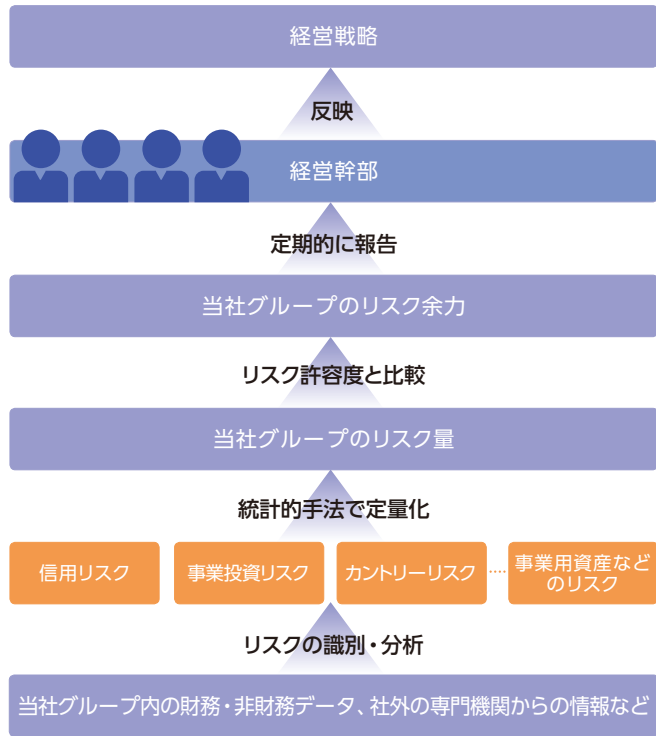 経営戦略
反映
経営幹部
定期的に報告
当社グループのリスク余力
リスク許容度と比較
当社グループのリスク量
統計的手法で定量化
信用リスク
事業投資リスク
カントリーリスク
‥‥
事業用資産など
のリスク
リスクの識別・分析
当社グループ内の財務・非財務データ、社外の専門機関からの情報など